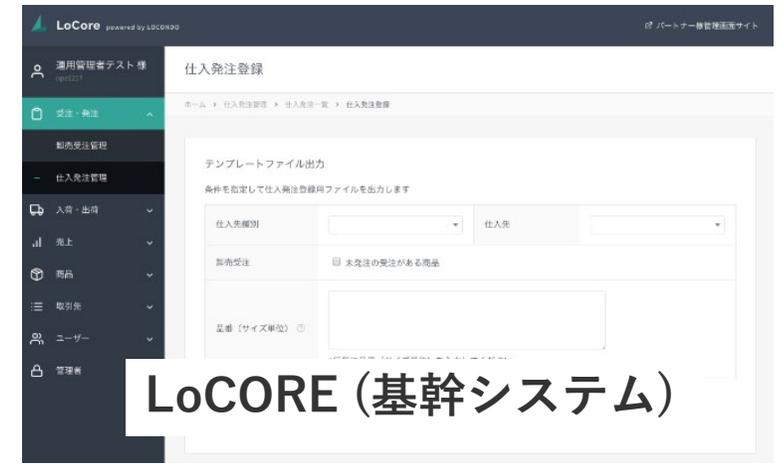 LoCore powered by LOCONDO
パートナー様管理画面サイト
運用管理者テスト 様
仕入発注登録
受注・発注
ホーム > 仕入発注管理 > 仕入発注一覧 > 仕入発注登録
卸売受注管理
仕入発注管理
テンプレートファイル出力
条件を指定して仕入発注登録用ファイルを出力します
入荷・出荷
仕入先種別
仕入先
売上
卸売受注
未発注の受注がある商品
商品
取引先
品番（サイズ単位）
ユーザー
管理者
LoCORE (基幹システム)